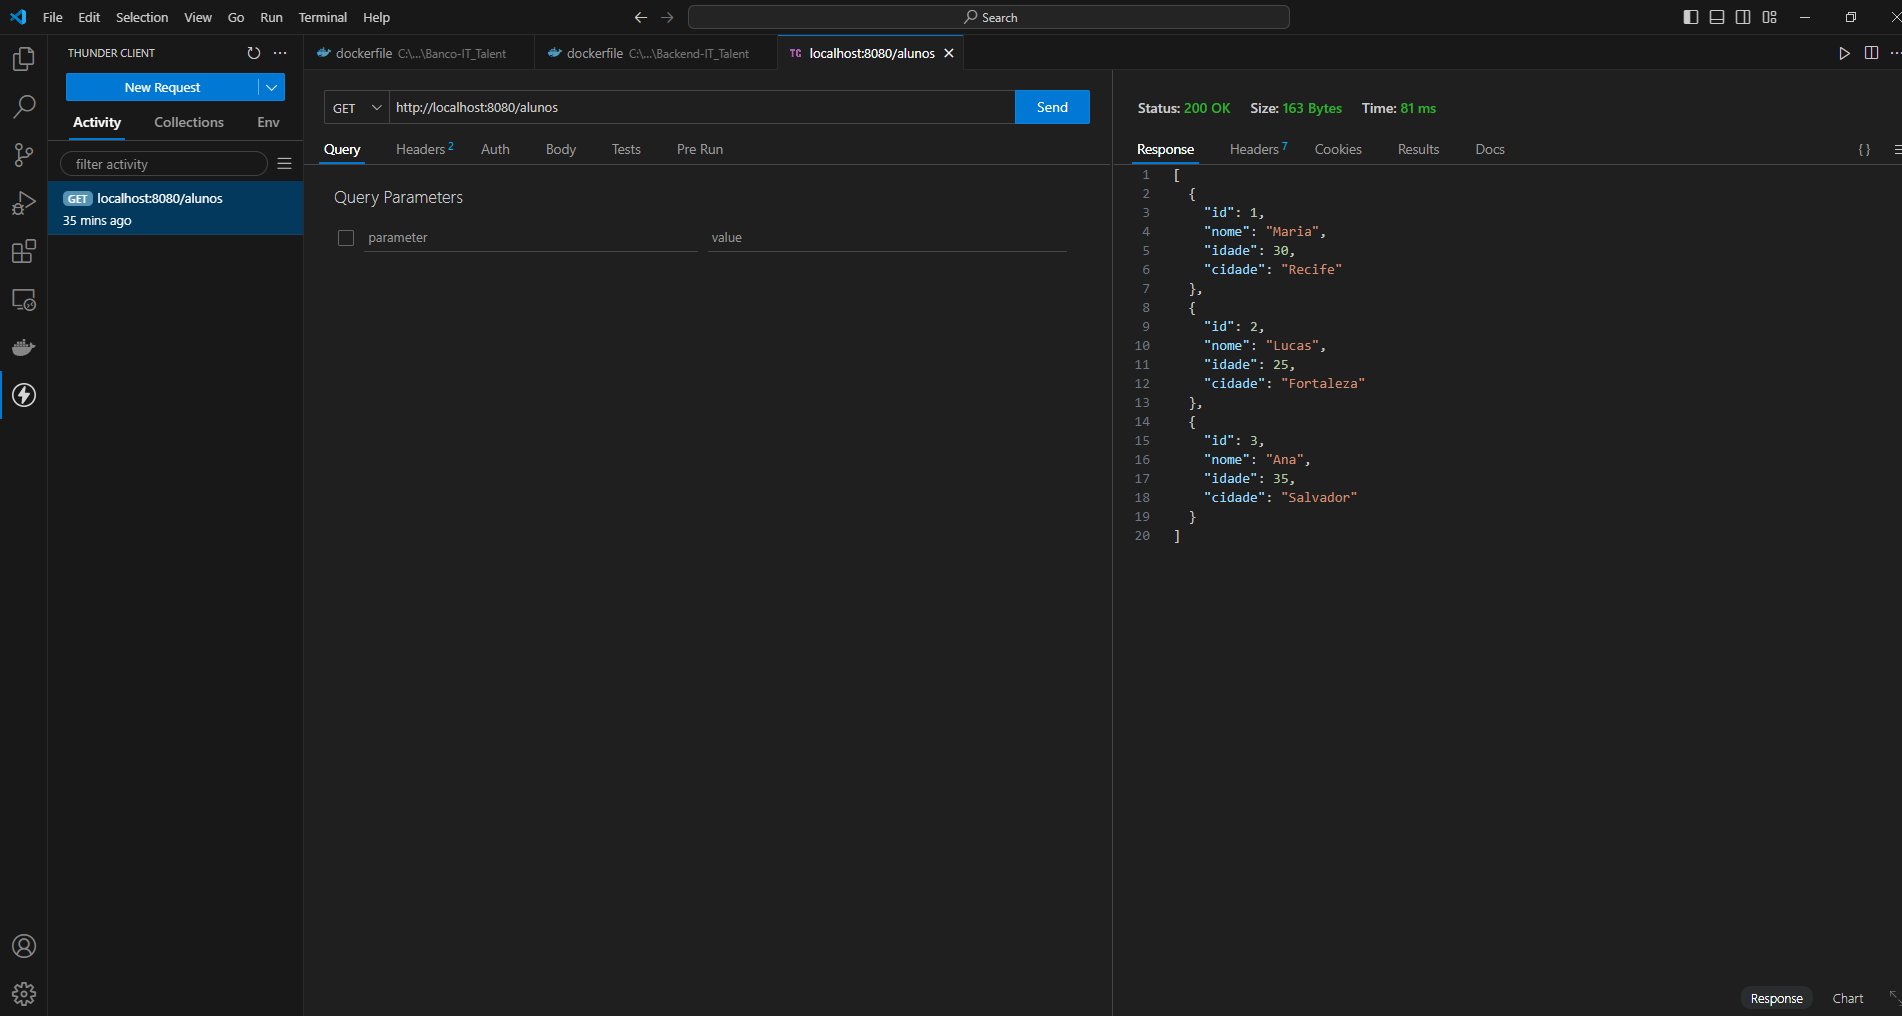 File Edit Selection View Go Run Terminal Help
Search
THUNDER CLIENT
New Request
Activity Collections Env
filter activity
GET localhost:8080/alunos
35 mins ago
dockerfile C:\...\Banco-IT_Talent
dockerfile C:\...\Backend-IT_Talent
TC localhost:8080/alunos
GET http://localhost:8080/alunos Send
Query Headers 2 Auth Body Tests Pre Run
Query Parameters
parameter value
Status: 200 OK Size: 163 Bytes Time: 81 ms
Response Headers 7 Cookies Results Docs
{ }
1 [
2 {
3 "id": 1,
4 "nome": "Maria",
5 "idade": 30,
6 "cidade": "Recife"
7 },
8 {
9 "id": 2,
10 "nome": "Lucas",
11 "idade": 25,
12 "cidade": "Fortaleza"
13 },
14 {
15 "id": 3,
16 "nome": "Ana",
17 "idade": 35,
18 "cidade": "Salvador"
19 }
20 ]
Response Chart